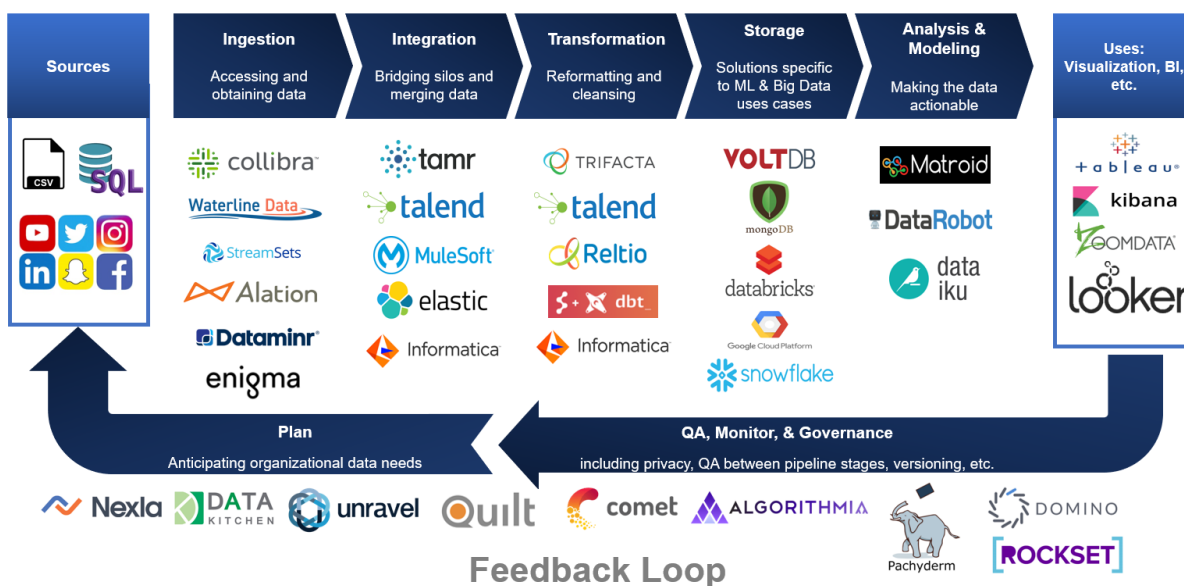 Sources
Ingestion
Accessing and
obtaining data
Integration
Bridging silos and
merging data
Transformation
Reformatting and
cleansing
Storage
Solutions specific
to ML & Big Data
uses cases
Analysis &
Modeling
Making the data
actionable
Uses:
Visualization, BI,
etc.
CSV
SQL
in
f
collibra
Waterline Data
StreamSets
Alation
Dataminr
enigma
tamr
talend
MuleSoft
elastic
Informatica
TRIFACTA
talend
Reltio
S + dbt_
Informatica
VOLTDB
mongoDB
databricks
Google Cloud Platform
snowflake
Matroid
DataRobot
data
iku
+ableau
kibana
ZOOMDATA
looker
Plan
Anticipating organizational data needs
QA, Monitor, & Governance
including privacy, QA between pipeline stages, versioning, etc.
Nexla
DATA
KITCHEN
unravel
Quilt
comet
ALGORITHMIA
Pachyderm
DOMINO
[ROCKSET]
Feedback Loop